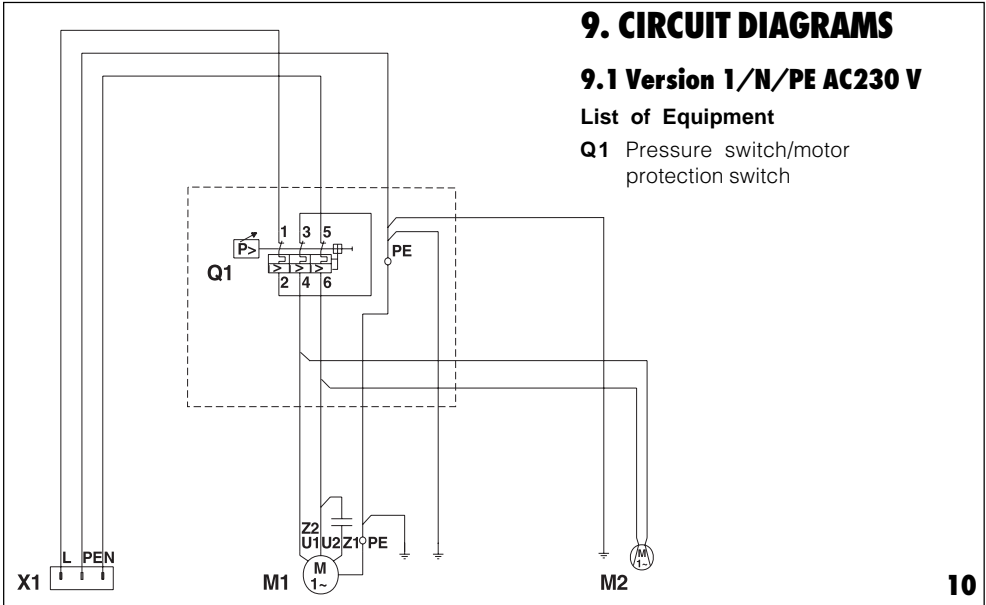 9. CIRCUIT DIAGRAMS
9.1 Version 1/N/PE AC230 V
List of Equipment
Q1 Pressure switch/motor
protection switch
1 3 5
P>
PE
Q1
> > >
2 4 6
Z2
U1 U2 Z1 PE
L PE N
X1
M1
M
1~
M2
M
1~
10